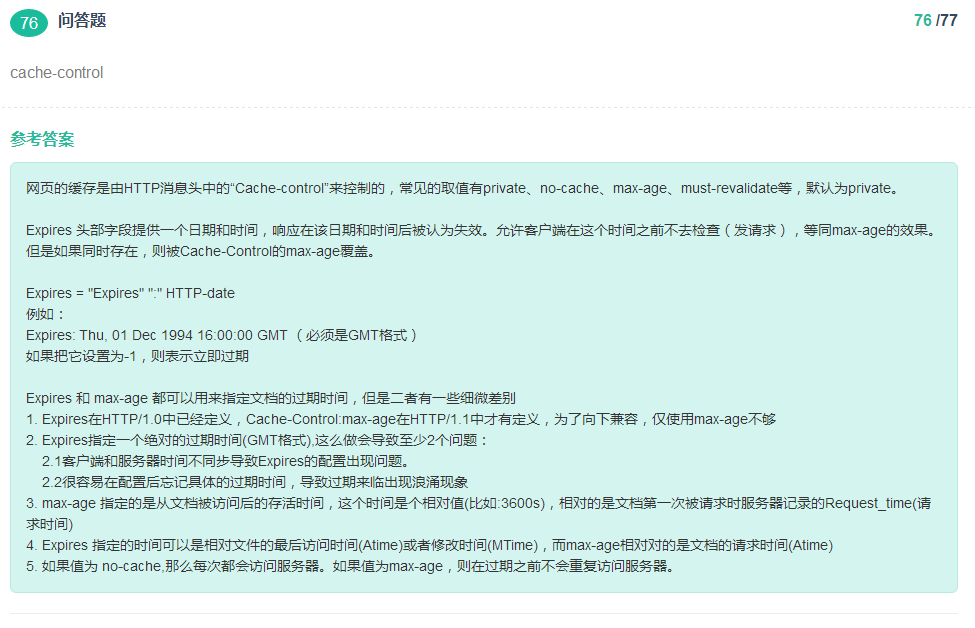 76 问答题 76 /77
cache-control
参考答案
网页的缓存是由HTTP消息头中的“Cache-control”来控制的，常见的取值有private、no-cache、max-age、must-revalidate等，默认为private。
Expires 头部字段提供一个日期和时间，响应在该日期和时间后被认为失效。允许客户端在这个时间之前不去检查（发请求），等同max-age的效果。
但是如果同时存在，则被Cache-Control的max-age覆盖。
Expires = "Expires" ":" HTTP-date
例如：
Expires: Thu, 01 Dec 1994 16:00:00 GMT （必须是GMT格式）
如果把它设置为-1，则表示立即过期
Expires 和 max-age 都可以用来指定文档的过期时间，但是二者有一些细微差别
1. Expires在HTTP/1.0中已经定义，Cache-Control:max-age在HTTP/1.1中才有定义，为了向下兼容，仅使用max-age不够
2. Expires指定一个绝对的过期时间(GMT格式),这么做会导致至少2个问题：
2.1客户端和服务器时间不同步导致Expires的配置出现问题。
2.2很容易在配置后忘记具体的过期时间，导致过期来临出现浪涌现象
3. max-age 指定的是从文档被访问后的存活时间，这个时间是个相对值(比如:3600s)，相对的是文档第一次被请求时服务器记录的Request_time(请
求时间)
4. Expires 指定的时间可以是相对文件的最后访问时间(Atime)或者修改时间(MTime)，而max-age相对对的是文档的请求时间(Atime)
5. 如果值为 no-cache,那么每次都会访问服务器。如果值为max-age，则在过期之前不会重复访问服务器。